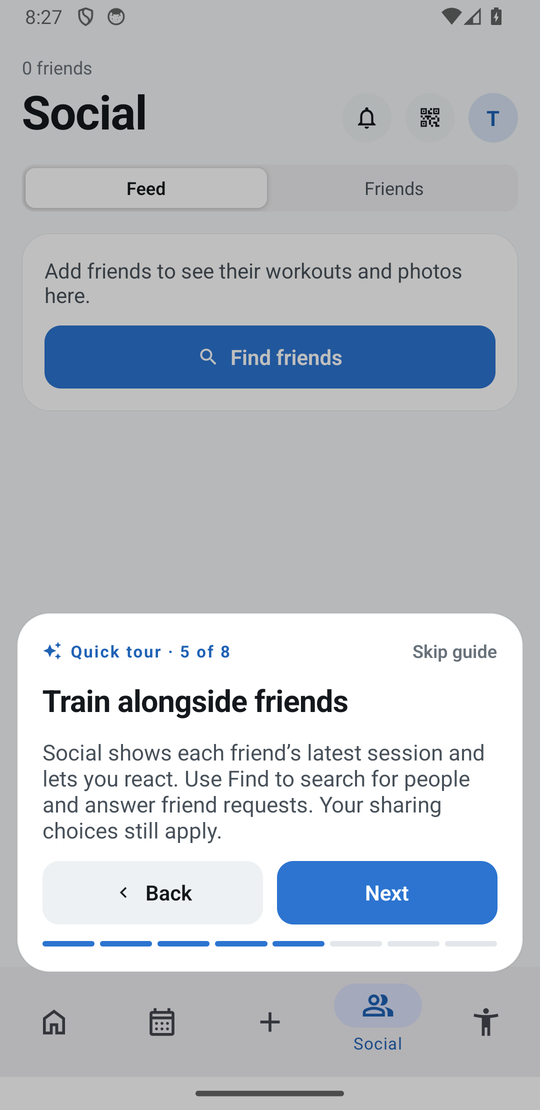 8:27
0 friends
Social
T
Feed
Friends
Add friends to see their workouts and photos
here.
Find friends
Quick tour · 5 of 8
Skip guide
Train alongside friends
Social shows each friend’s latest session and
lets you react. Use Find to search for people
and answer friend requests. Your sharing
choices still apply.
Back
Next
Social